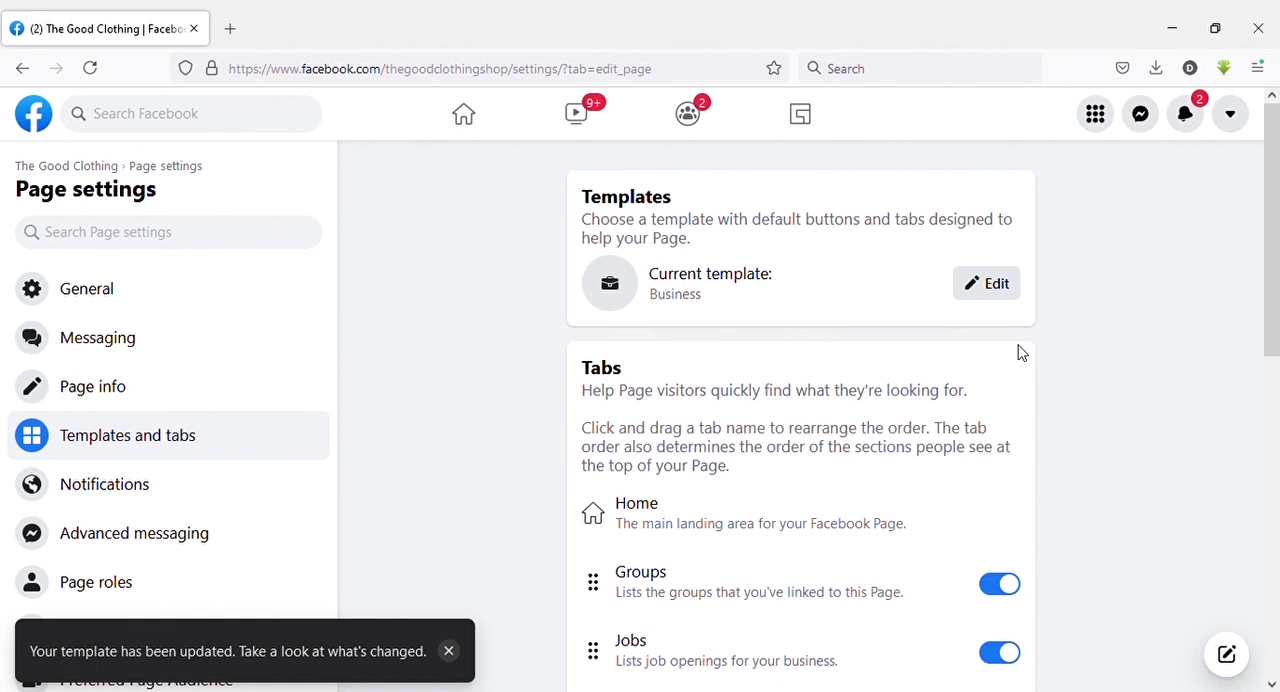 (2) The Good Clothing | Facebo
https://www.facebook.com/thegoodclothingshop/settings/?tab=edit_page
Search
D
Search Facebook
9+
2
2
The Good Clothing › Page settings
Page settings
Search Page settings
General
Messaging
Page info
Templates and tabs
Notifications
Advanced messaging
Page roles
Preferred Page Audience
Your template has been updated. Take a look at what's changed.
Templates
Choose a template with default buttons and tabs designed to
help your Page.
Current template:
Business
Edit
Tabs
Help Page visitors quickly find what they're looking for.
Click and drag a tab name to rearrange the order. The tab
order also determines the order of the sections people see at
the top of your Page.
Home
The main landing area for your Facebook Page.
Groups
Lists the groups that you've linked to this Page.
Jobs
Lists job openings for your business.